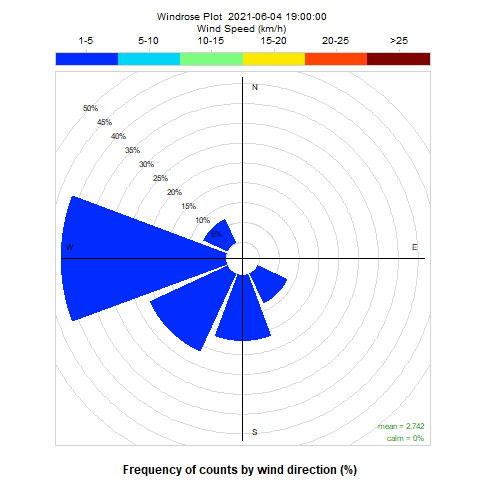 Windrose Plot 2021-06-04 19:00:00
Wind Speed (km/h)
1-5 5-10 10-15 15-20 20-25 >25
N
50%
45%
40%
35%
30%
25%
20%
15%
10%
5%
W
E
S
mean = 2.742
calm = 0%
Frequency of counts by wind direction (%)